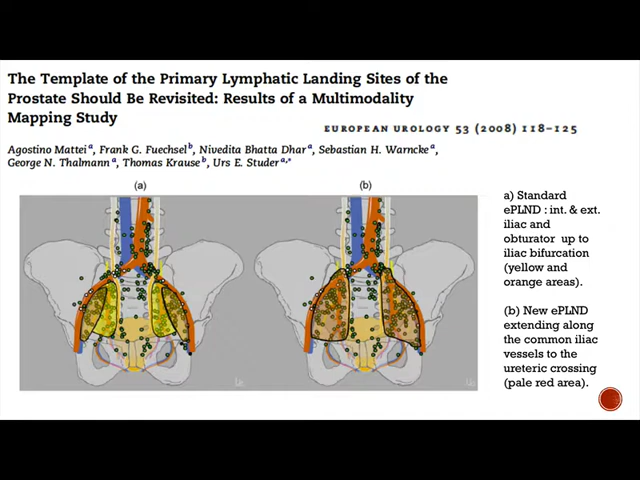 The Template of the Primary Lymphatic Landing Sites of the
Prostate Should Be Revisited: Results of a Multimodality
Mapping Study
EUROPEAN UROLOGY 53 (2008) 118–125
Agostino Mattei a, Frank G. Fuechsel b, Nivedita Bhatta Dhar a, Sebastian H. Warncke a,
George N. Thalmann a, Thomas Krause b, Urs E. Studer a,*
(a)
(b)
a) Standard
ePLND : int. & ext.
iliac and
obturator up to
iliac bifurcation
(yellow and
orange areas).
(b) New ePLND
extending along
the common iliac
vessels to the
ureteric crossing
(pale red area).